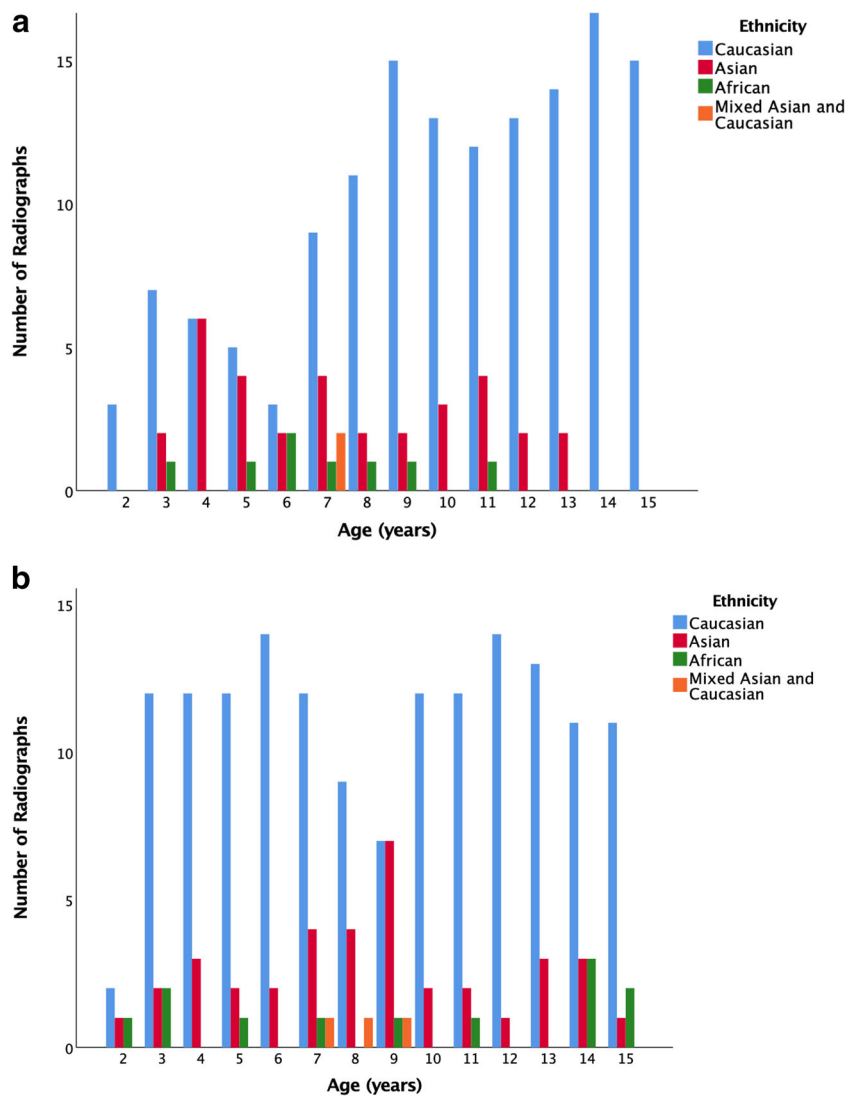 a
Ethnicity
Caucasian
Asian
African
Mixed Asian and
Caucasian
Number of Radiographs
15
10
5
0
2 3 4 5 6 7 8 9 10 11 12 13 14 15
Age (years)
b
Ethnicity
Caucasian
Asian
African
Mixed Asian and
Caucasian
Number of Radiographs
15
10
5
0
2 3 4 5 6 7 8 9 10 11 12 13 14 15
Age (years)